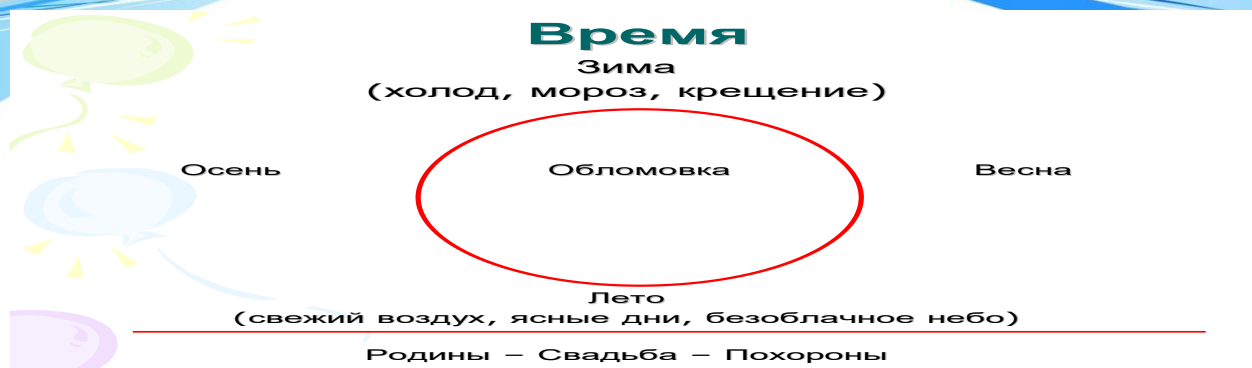 Время
Зима
(холод, мороз, крещение)
Осень Обломовка Весна
Лето
(свежий воздух, ясные дни, безоблачное небо)
Родины – Свадьба – Похороны